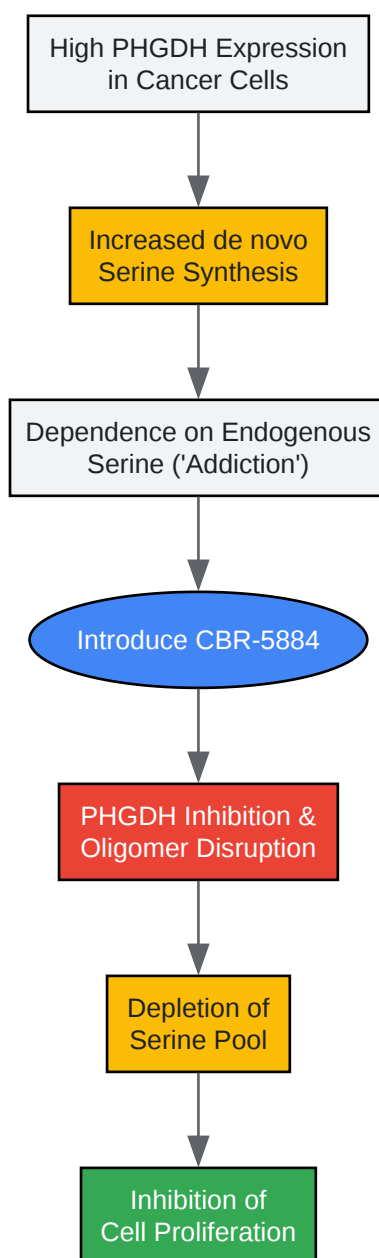 High PHGDH Expression
in Cancer Cells
Increased de novo
Serine Synthesis
Dependence on Endogenous
Serine ('Addiction')
Introduce CBR-5884
PHGDH Inhibition &
Oligomer Disruption
Depletion of
Serine Pool
Inhibition of
Cell Proliferation